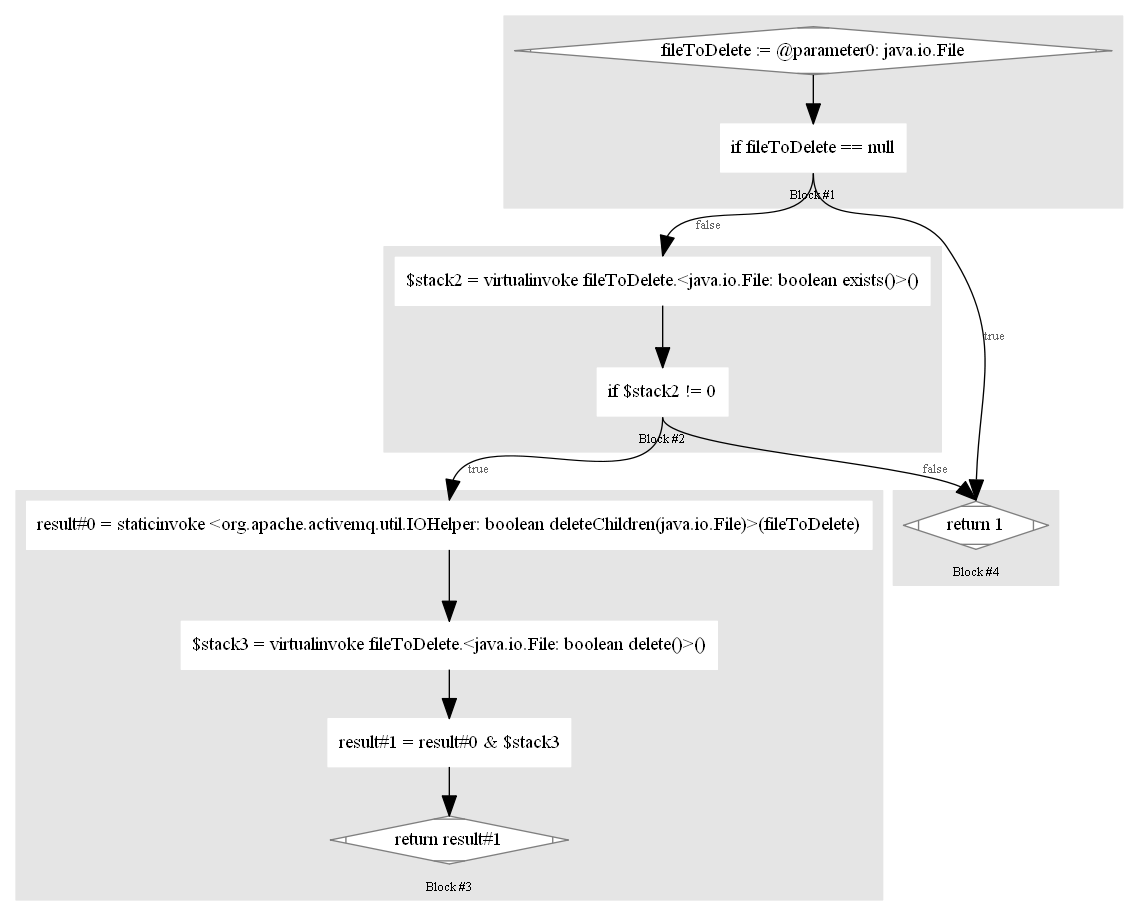 fileToDelete := @parameter0: java.io.File
if fileToDelete == null
Block #1
false
$stack2 = virtualinvoke fileToDelete.<java.io.File: boolean exists()>()
true
if $stack2 != 0
Block #2
true
false
result#0 = staticinvoke <org.apache.activemq.util.IOHelper: boolean deleteChildren(java.io.File)>(fileToDelete)
return 1
Block #4
$stack3 = virtualinvoke fileToDelete.<java.io.File: boolean delete()>()
result#1 = result#0 & $stack3
return result#1
Block #3